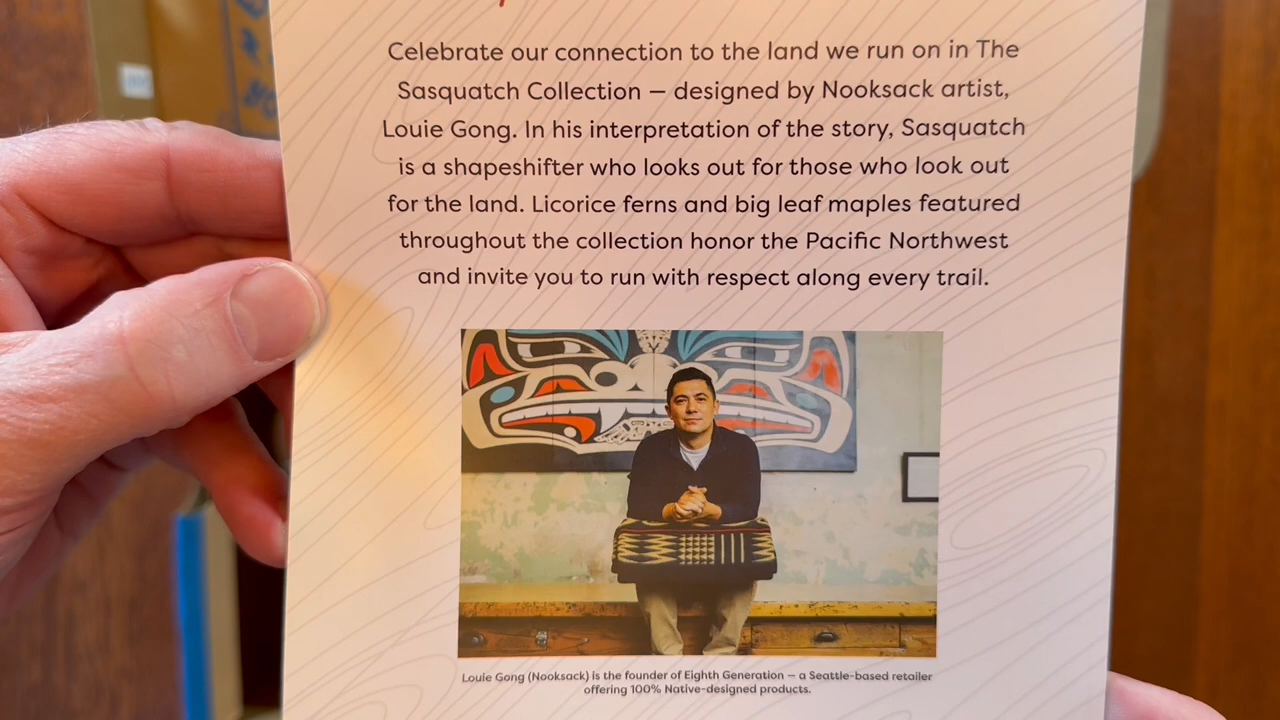 Celebrate our connection to the land we run on in The
Sasquatch Collection — designed by Nooksack artist,
Louie Gong. In his interpretation of the story, Sasquatch
is a shapeshifter who looks out for those who look out
for the land. Licorice ferns and big leaf maples featured
throughout the collection honor the Pacific Northwest
and invite you to run with respect along every trail.
Louie Gong (Nooksack) is the founder of Eighth Generation — a Seattle-based retailer
offering 100% Native-designed products.